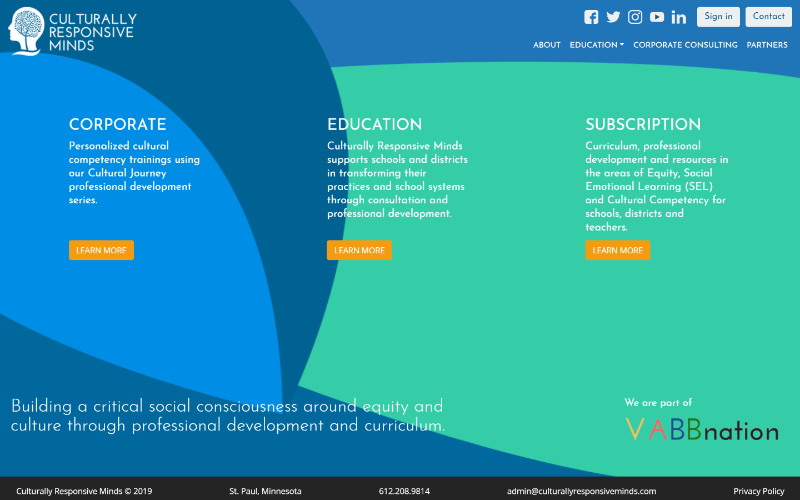 CULTURALLY
RESPONSIVE
MINDS
Sign in
Contact
ABOUT
EDUCATION
CORPORATE CONSULTING
PARTNERS
CORPORATE
Personalized cultural
competency trainings using
our Cultural Journey
professional development
series.
LEARN MORE
EDUCATION
Culturally Responsive Minds
supports schools and districts
in transforming their
practices and school systems
through consultation and
professional development.
LEARN MORE
SUBSCRIPTION
Curriculum, professional
development and resources in
the areas of Equity, Social
Emotional Learning (SEL)
and Cultural Competency for
schools, districts and
teachers.
LEARN MORE
Building a critical social consciousness around equity and
culture through professional development and curriculum.
We are part of
VABBnation
Culturally Responsive Minds © 2019
St. Paul, Minnesota
612.208.9814
admin@culturallyresponsiveminds.com
Privacy Policy